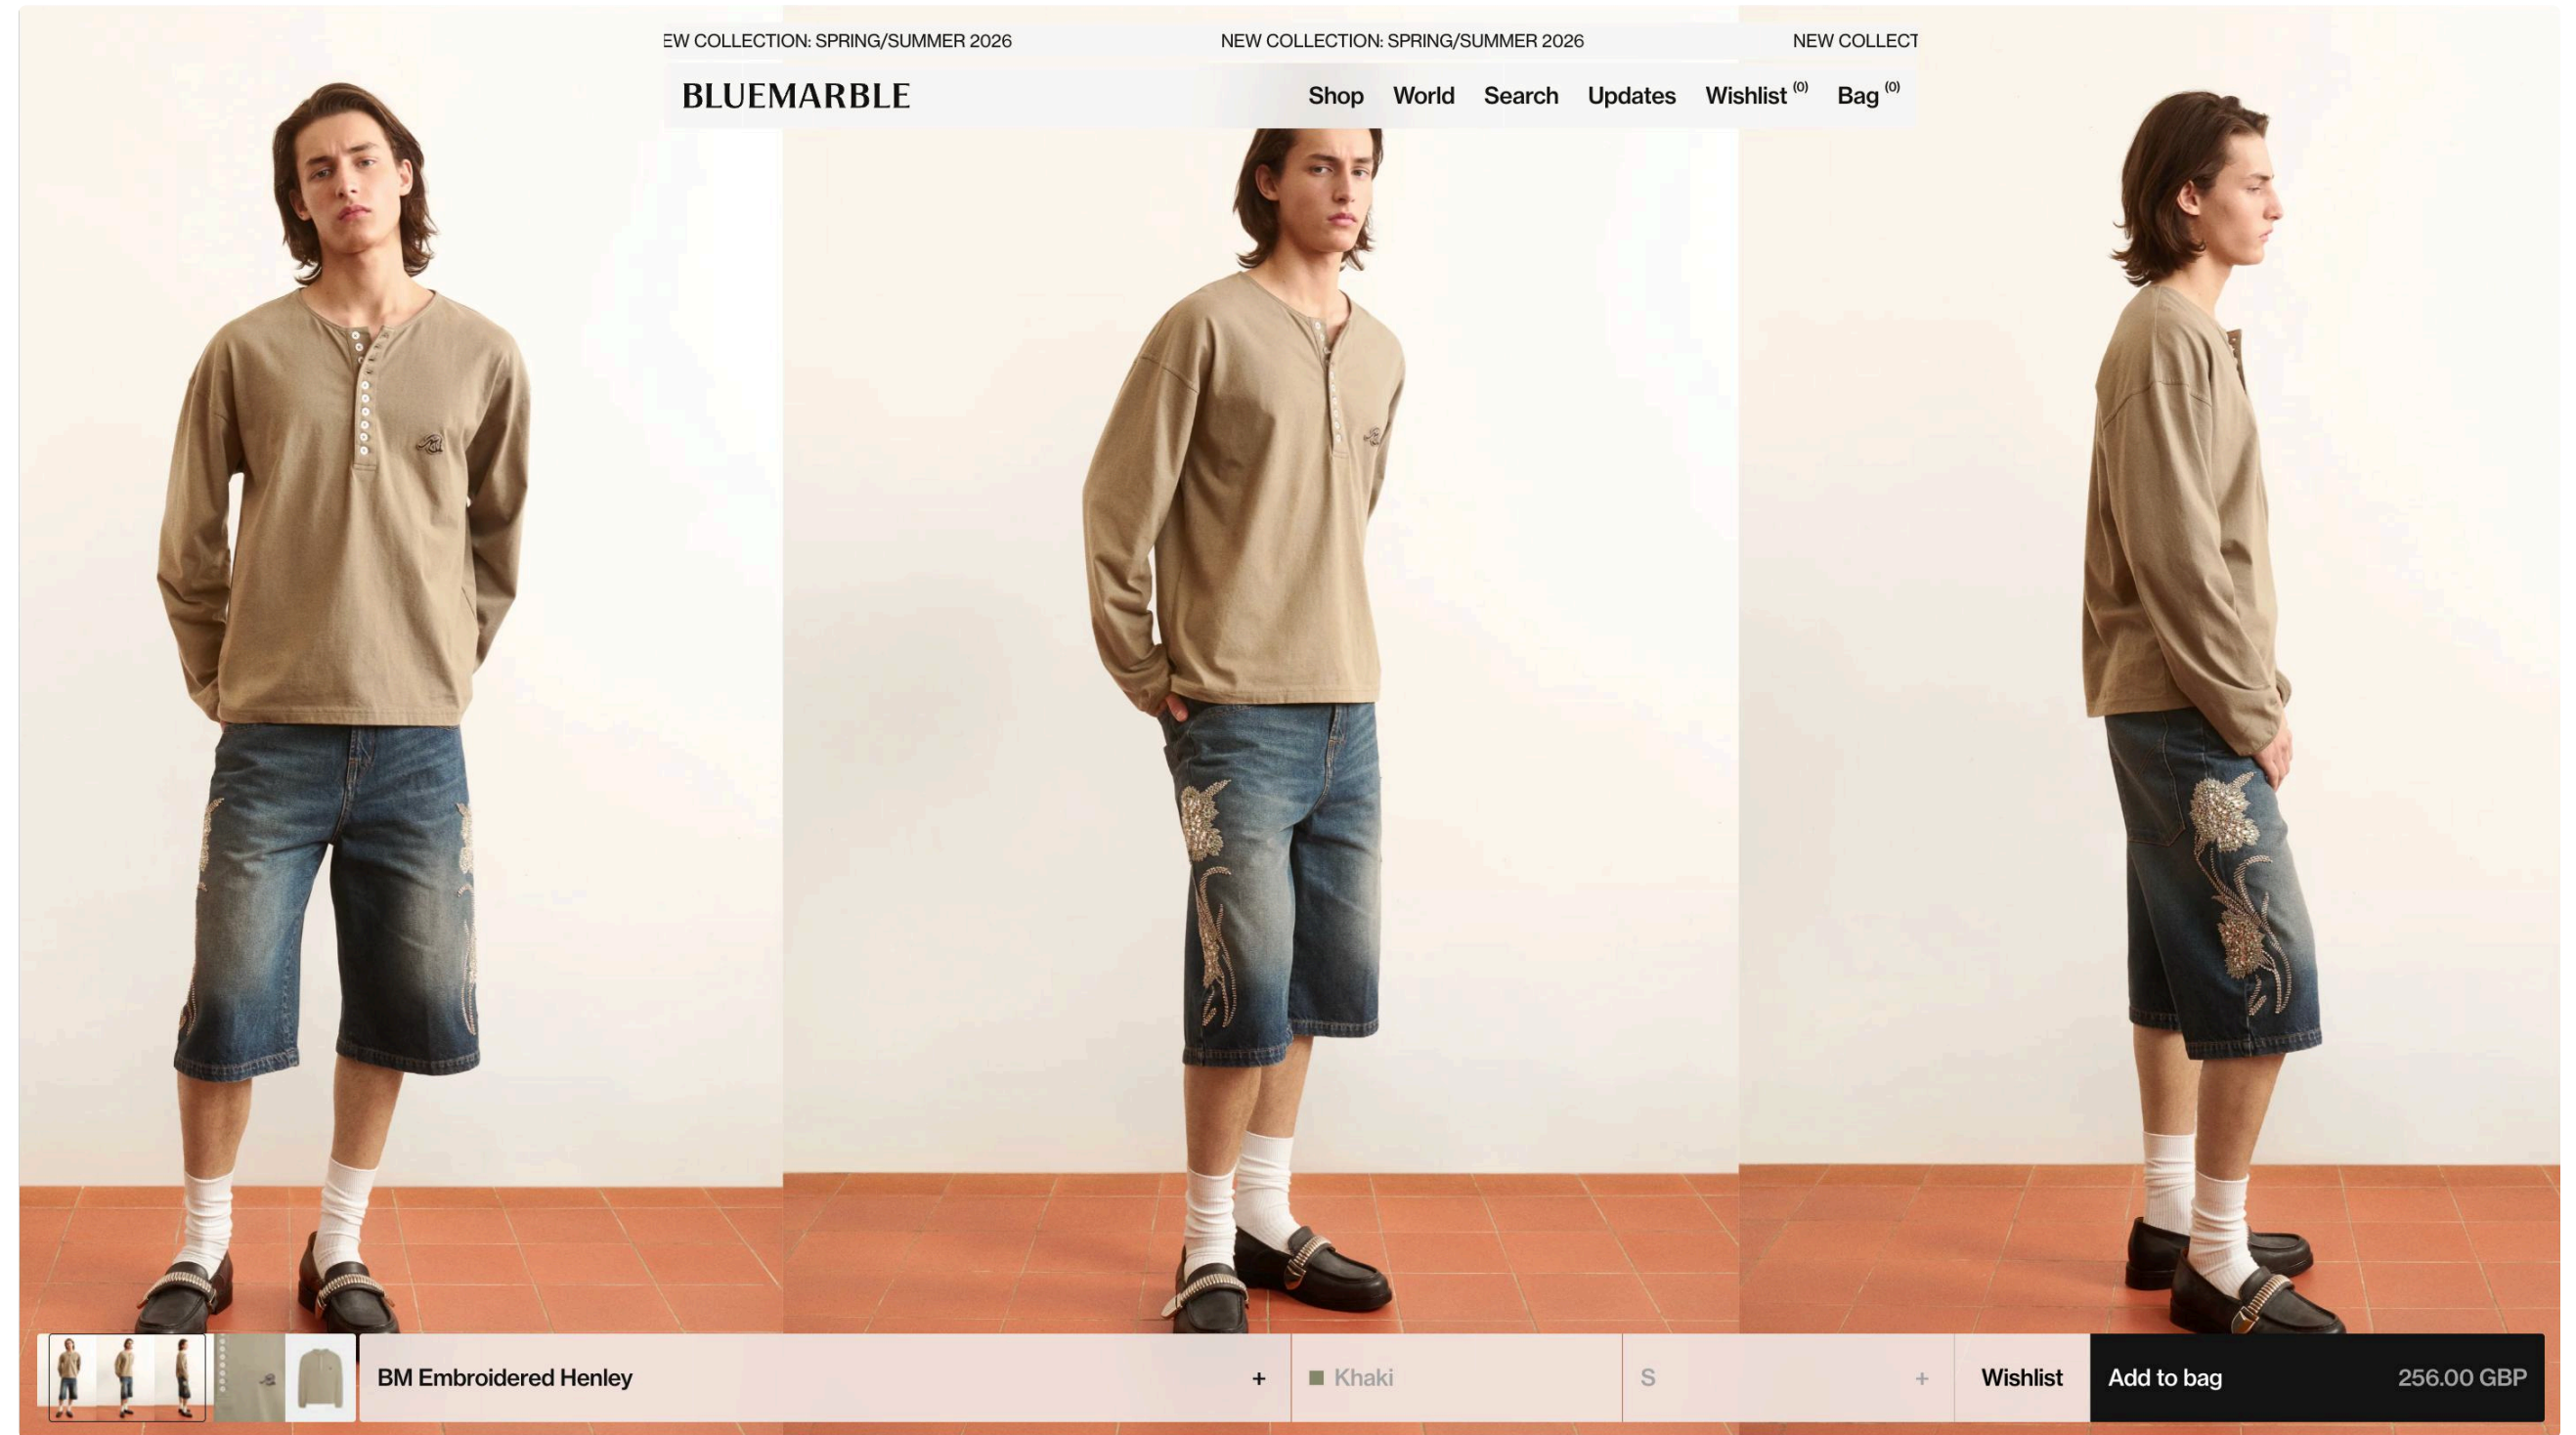 EW COLLECTION: SPRING/SUMMER 2026 NEW COLLECTION: SPRING/SUMMER 2026 NEW COLLECT
BLUEMARBLE Shop World Search Updates Wishlist (0) Bag (0)
BM Embroidered Henley + Khaki S + Wishlist Add to bag 256.00 GBP